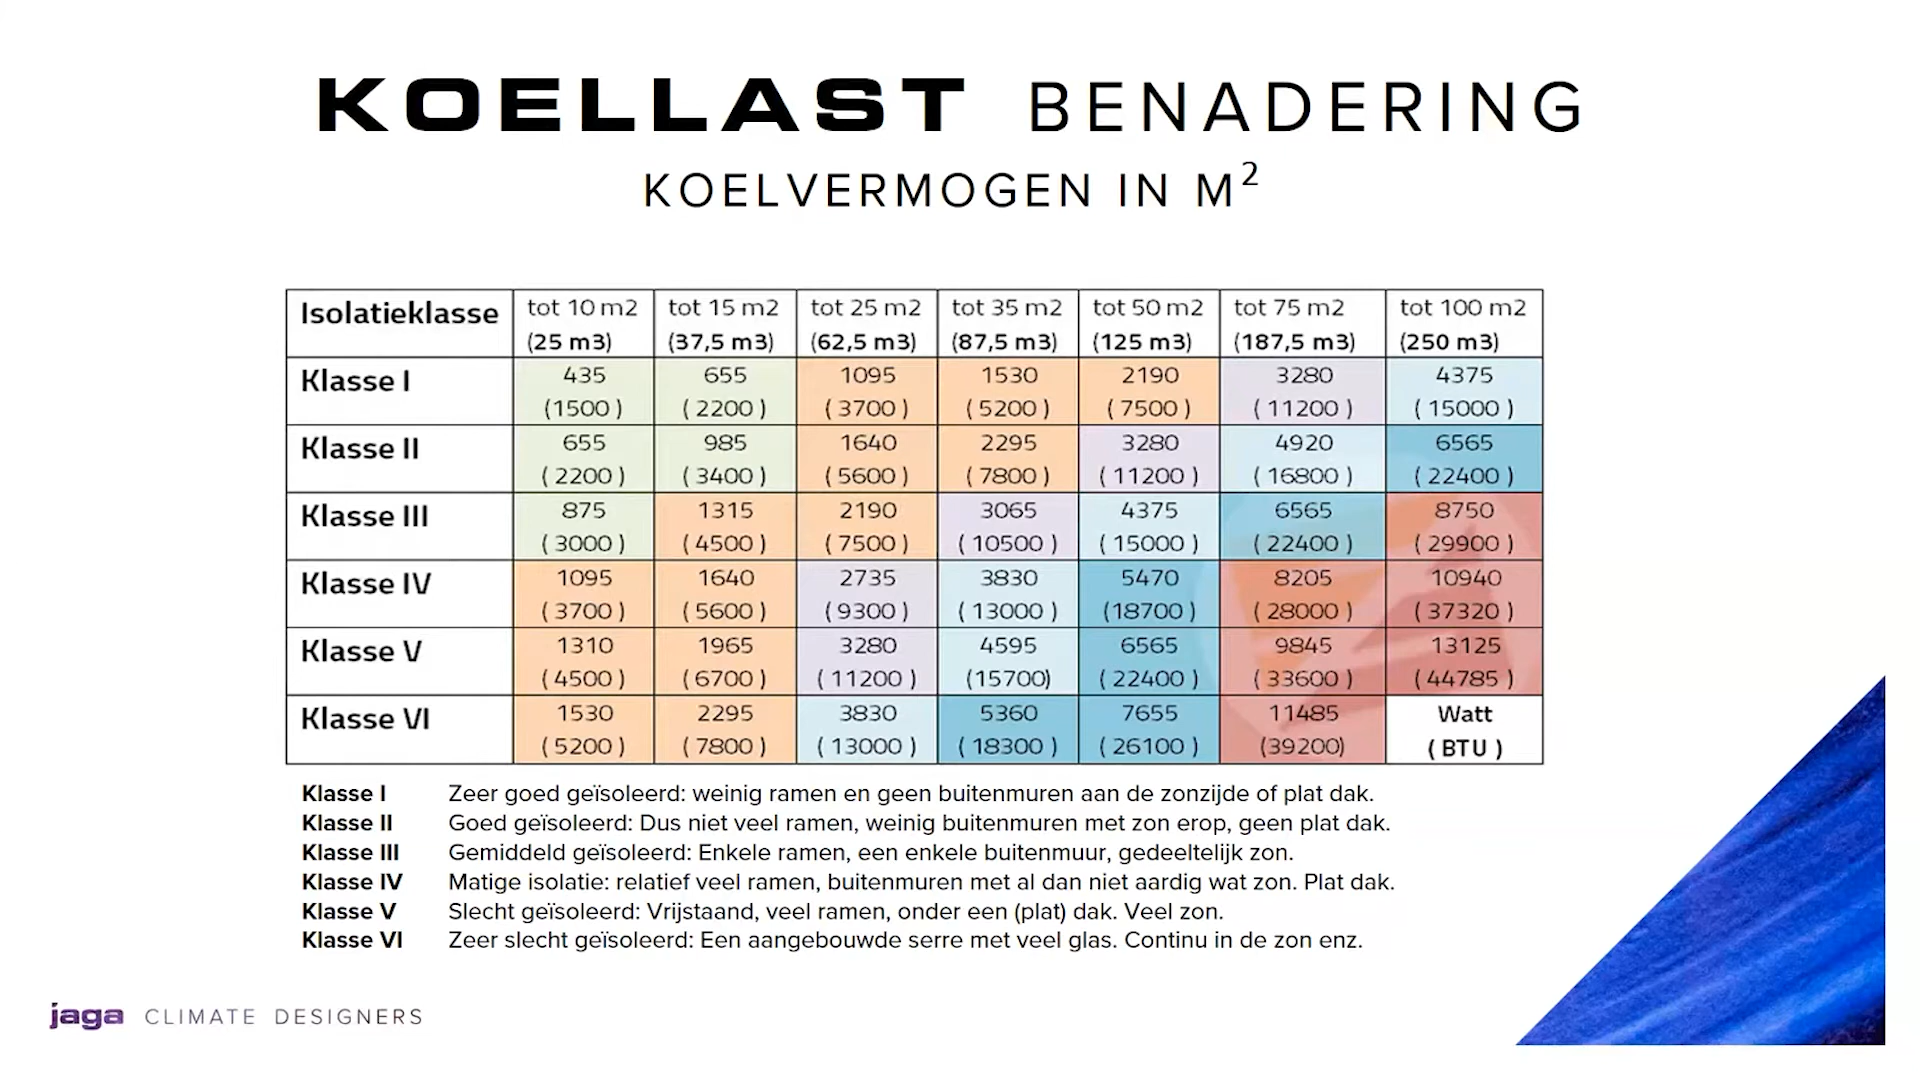 KOELLAST BENADERING
KOELVERMOGEN IN M²
Isolatieklasse tot 10 m2 tot 15 m2 tot 25 m2 tot 35 m2 tot 50 m2 tot 75 m2 tot 100 m2
(25 m3) (37,5 m3) (62,5 m3) (87,5 m3) (125 m3) (187,5 m3) (250 m3)
Klasse I 435 655 1095 1530 2190 3280 4375
(1500 ) ( 2200 ) ( 3700 ) ( 5200 ) ( 7500 ) ( 11200 ) ( 15000 )
Klasse II 655 985 1640 2295 3280 4920 6565
( 2200 ) ( 3400 ) ( 5600 ) ( 7800 ) ( 11200 ) ( 16800 ) ( 22400 )
Klasse III 875 1315 2190 3065 4375 6565 8750
( 3000 ) ( 4500 ) ( 7500 ) ( 10500 ) ( 15000 ) ( 22400 ) ( 29900 )
Klasse IV 1095 1640 2735 3830 5470 8205 10940
( 3700 ) ( 5600 ) ( 9300 ) ( 13000 ) (18700 ) ( 28000 ) ( 37320 )
Klasse V 1310 1965 3280 4595 6565 9845 13125
( 4500 ) ( 6700 ) ( 11200 ) (15700) ( 22400 ) ( 33600 ) ( 44785 )
Klasse VI 1530 2295 3830 5360 7655 11485 Watt
( 5200 ) ( 7800 ) ( 13000 ) ( 18300 ) ( 26100 ) (39200) ( BTU )
Klasse I Zeer goed geïsoleerd: weinig ramen en geen buitenmuren aan de zonzijde of plat dak.
Klasse II Goed geïsoleerd: Dus niet veel ramen, weinig buitenmuren met zon erop, geen plat dak.
Klasse III Gemiddeld geïsoleerd: Enkele ramen, een enkele buitenmuur, gedeeltelijk zon.
Klasse IV Matige isolatie: relatief veel ramen, buitenmuren met al dan niet aardig wat zon. Plat dak.
Klasse V Slecht geïsoleerd: Vrijstaand, veel ramen, onder een (plat) dak. Veel zon.
Klasse VI Zeer slecht geïsoleerd: Een aangebouwde serre met veel glas. Continu in de zon enz.
jaga CLIMATE DESIGNERS